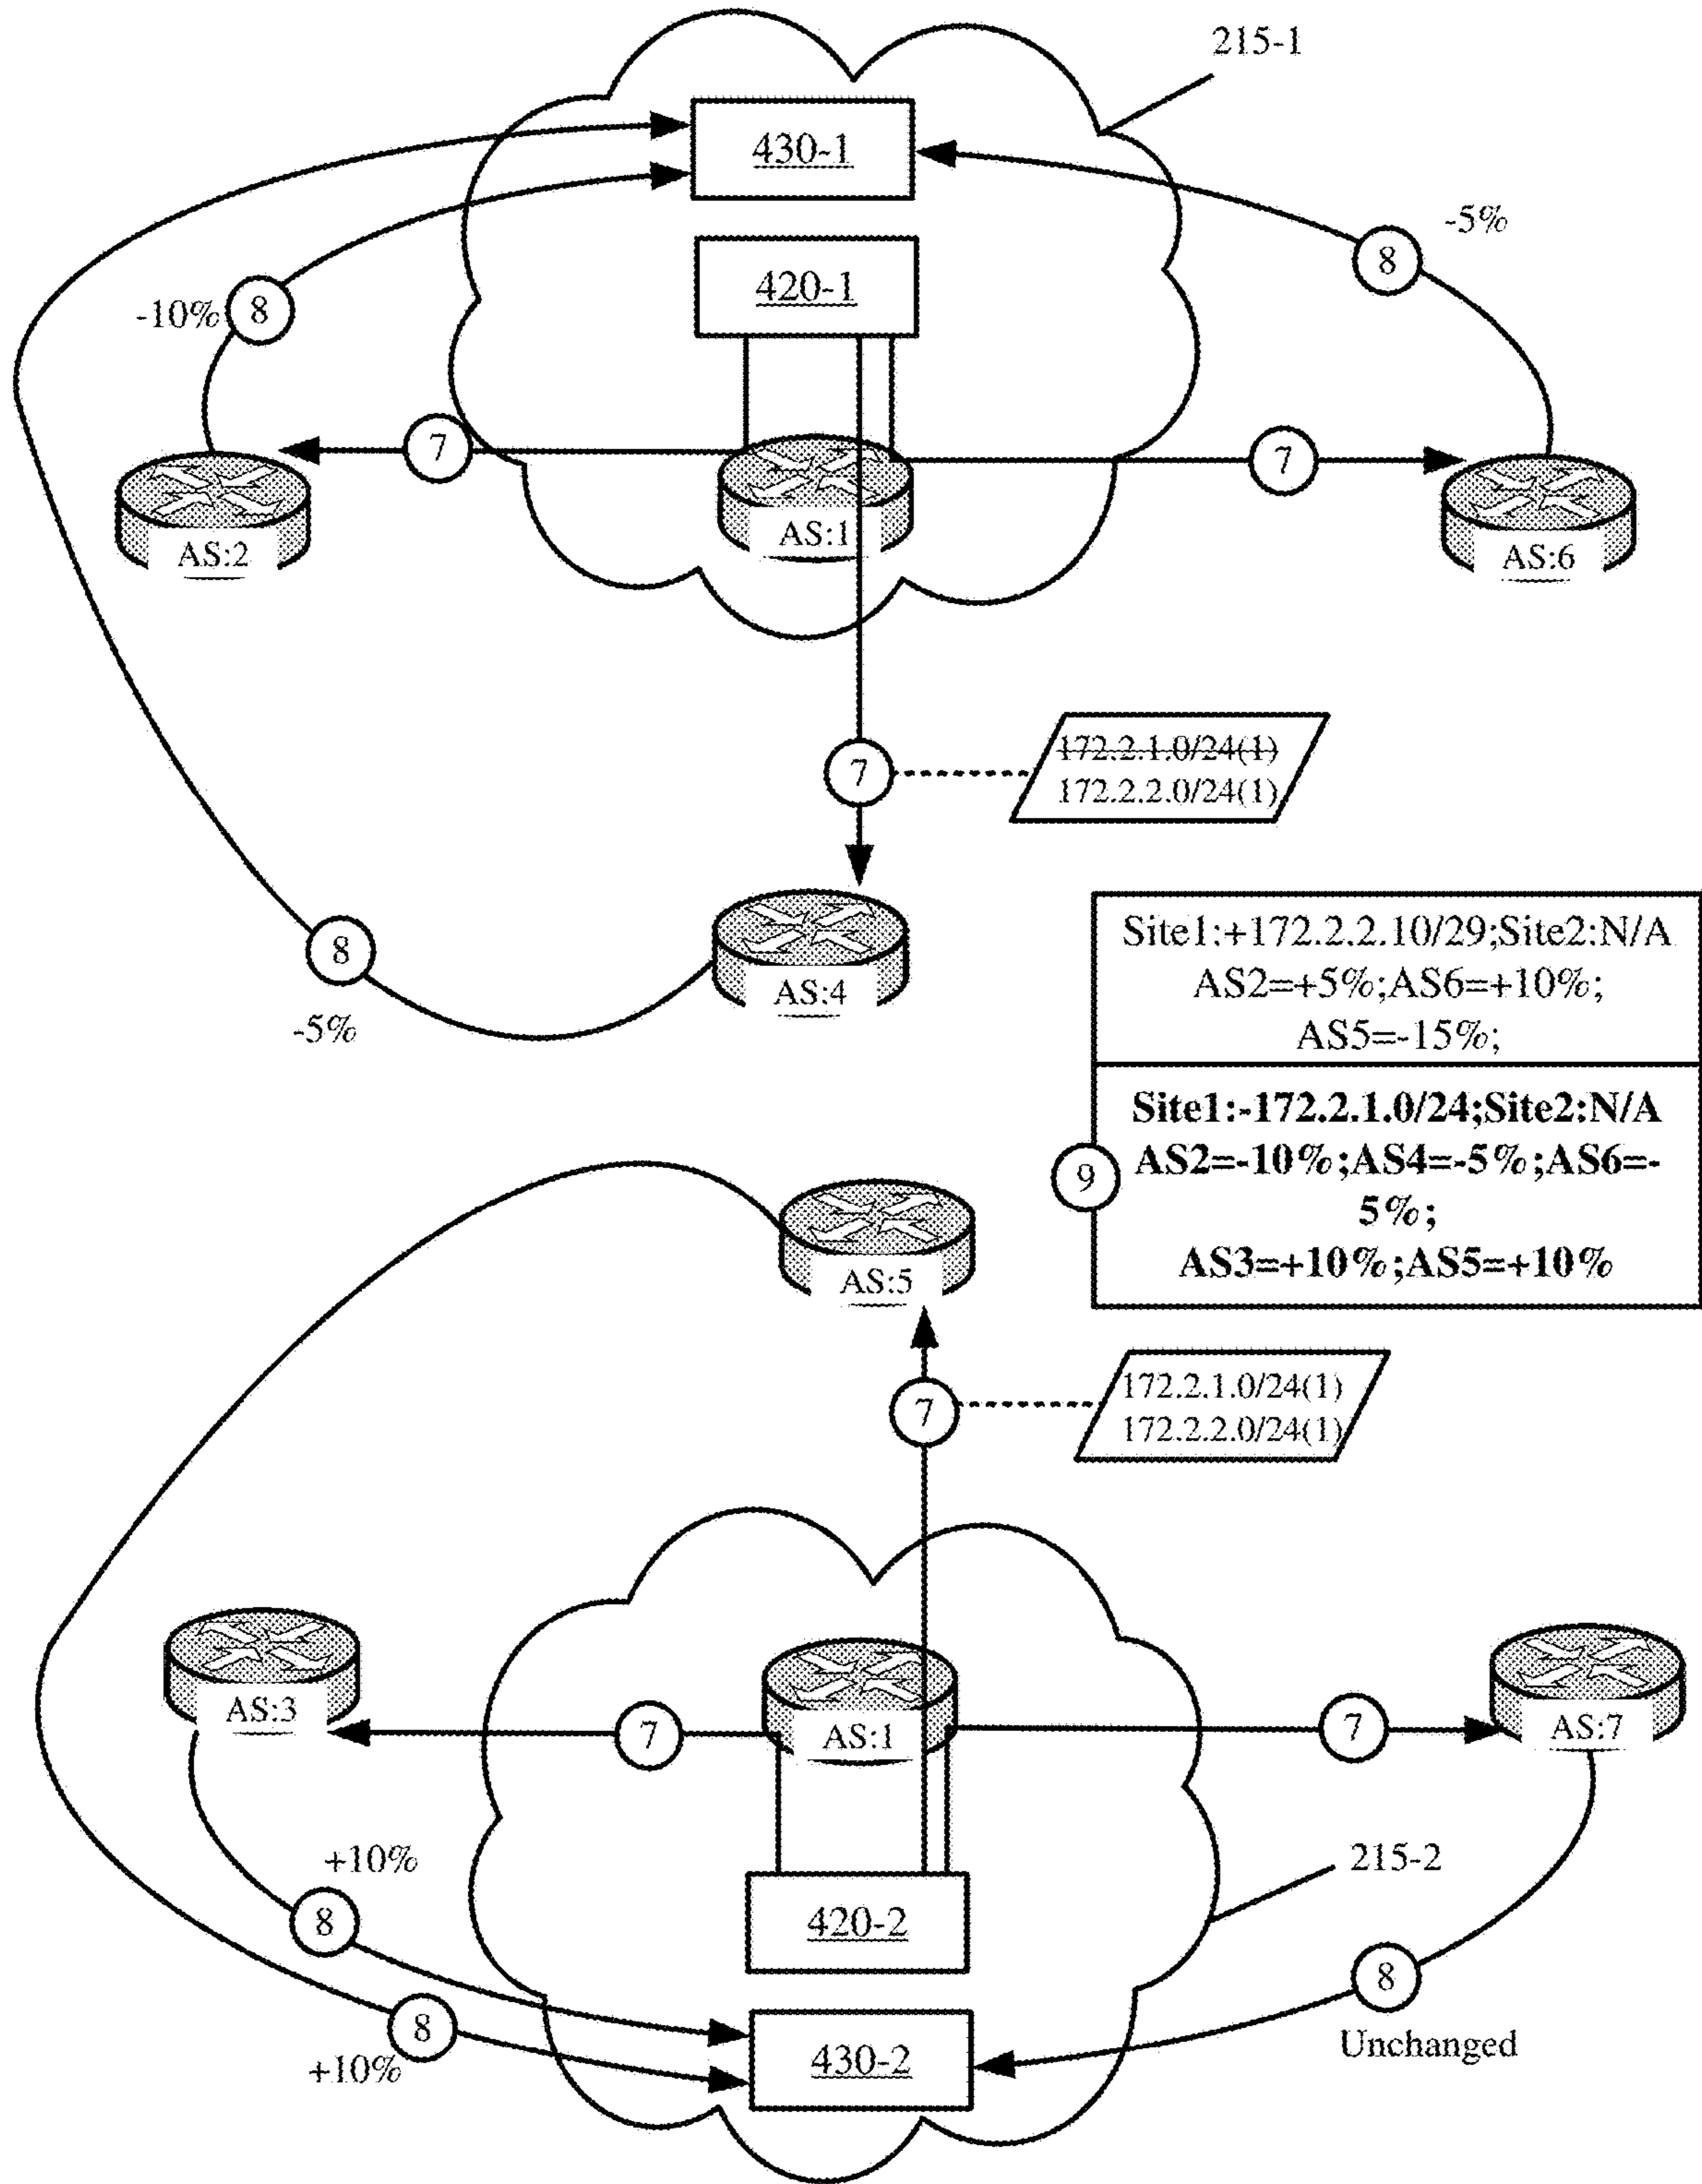 215-1
430-1
-5%
8
420-1
-10%
8
7
7
AS:2
AS:1
AS:6
172.2.1.0/24(1)
7
172.2.2.0/24(1)
Site1:+172.2.2.10/29;Site2:N/A
8
AS2=+5%;AS6=+10%;
AS:4
-5%
AS5=-15%;
Site1:-172.2.1.0/24;Site2:N/A
AS2=-10%;AS4=-5%;AS6=-
9
5%;
AS3=+10%;AS5=+10%
AS:5
172.2.1.0/24(1)
7
172.2.2.0/24(1)
AS:3
7
AS:1
7
AS:7
+10%
215-2
8
420-2
8
8
Unchanged
+10%
430-2